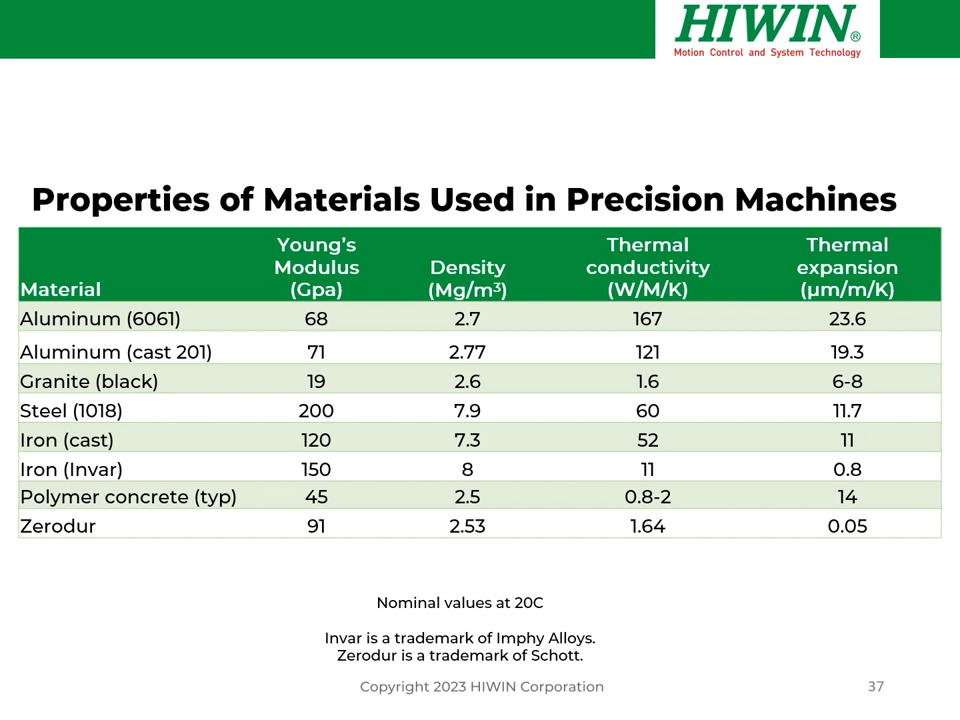 HIWIN®
Motion Control and System Technology
Properties of Materials Used in Precision Machines
Material Young's Modulus (Gpa) Density (Mg/m³) Thermal conductivity (W/M/K) Thermal expansion (µm/m/K)
Aluminum (6061) 68 2.7 167 23.6
Aluminum (cast 201) 71 2.77 121 19.3
Granite (black) 19 2.6 1.6 6-8
Steel (1018) 200 7.9 60 11.7
Iron (cast) 120 7.3 52 11
Iron (Invar) 150 8 11 0.8
Polymer concrete (typ) 45 2.5 0.8-2 14
Zerodur 91 2.53 1.64 0.05
Nominal values at 20C
Invar is a trademark of Imphy Alloys.
Zerodur is a trademark of Schott.
Copyright 2023 HIWIN Corporation 37